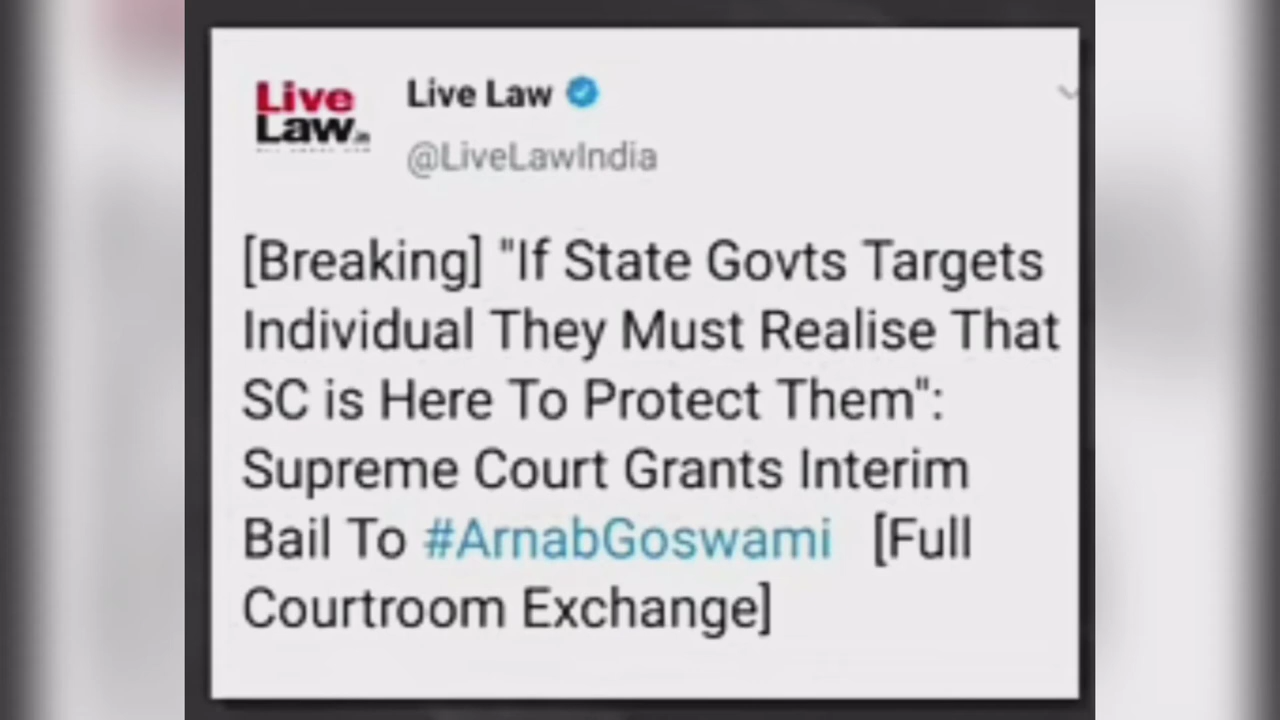 Live
Law.in
Live Law
@LiveLawIndia
[Breaking] "If State Govts Targets
Individual They Must Realise That
SC is Here To Protect Them":
Supreme Court Grants Interim
Bail To #ArnabGoswami [Full
Courtroom Exchange]